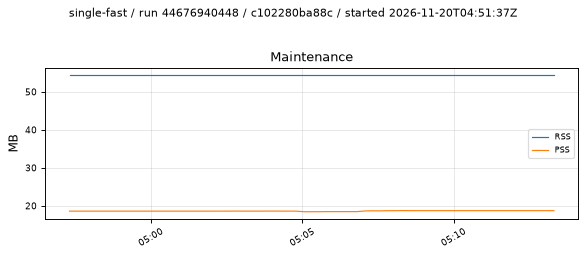 single-fast / run 44676940448 / c102280ba88c / started 2026-11-20T04:51:37Z
Maintenance
MB
50
40
30
20
RSS
PSS
05:00
05:05
05:10